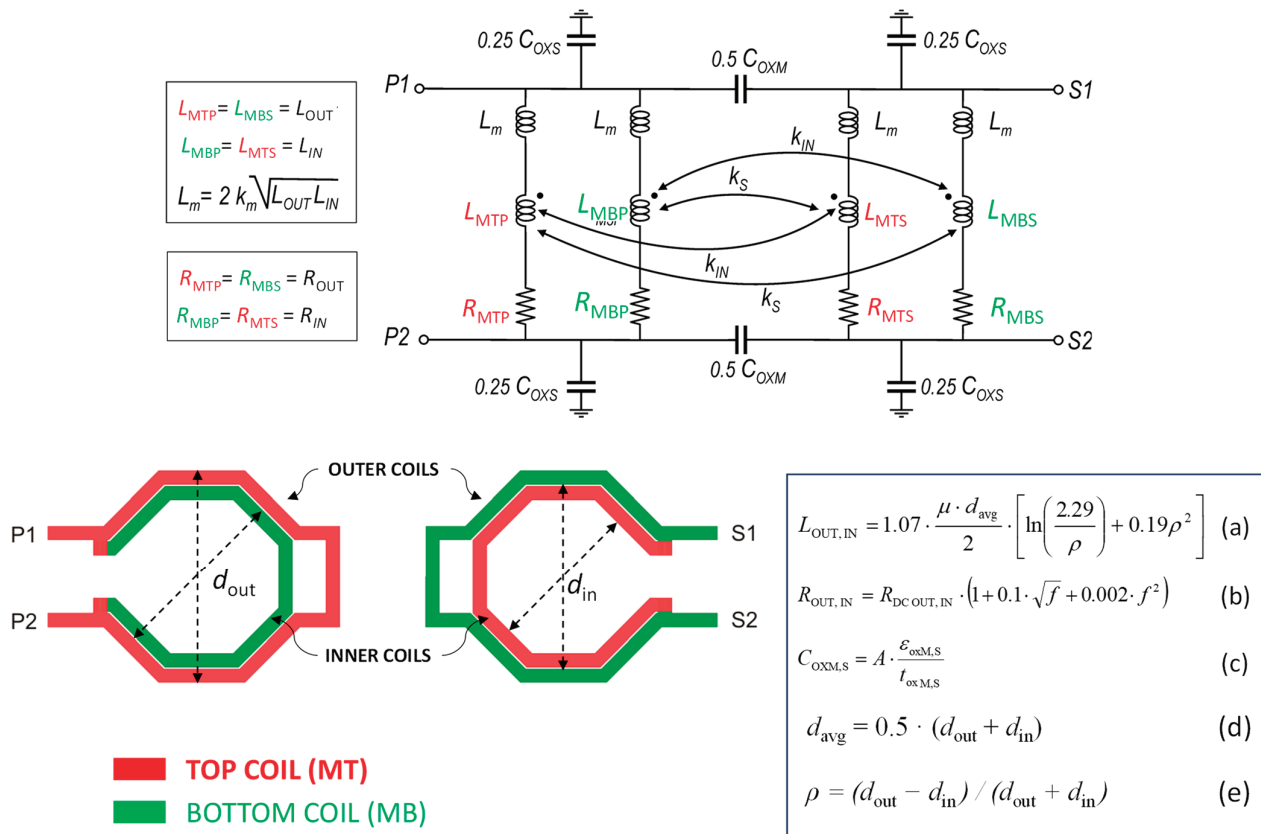 0.25 C_OXS
0.25 C_OXS
0.5 C_OXM
P1
S1
L_MTP = L_MBS = L_OUT
L_MBP = L_MTS = L_IN
L_m = 2 k_m √(L_OUT L_IN)
L_m
L_m
L_m
L_m
k_IN
k_S
L_MTP
L_MBP
L_MTS
L_MBS
k_IN
k_S
R_MTP = R_MBS = R_OUT
R_MBP = R_MTS = R_IN
R_MTP
R_MBP
R_MTS
R_MBS
P2
S2
0.5 C_OXM
0.25 C_OXS
0.25 C_OXS
OUTER COILS
P1
P2
d_out
S1
S2
d_in
INNER COILS
TOP COIL (MT)
BOTTOM COIL (MB)
L_OUT, IN = 1.07 · μ · d_avg / 2 · [ln(2.29 / ρ) + 0.19ρ²] (a)
R_OUT, IN = R_DC OUT, IN · (1 + 0.1 · √f + 0.002 · f²) (b)
C_OXM,S = A · ε_oxM,S / t_ox M,S (c)
d_avg = 0.5 · (d_out + d_in) (d)
ρ = (d_out − d_in) / (d_out + d_in) (e)